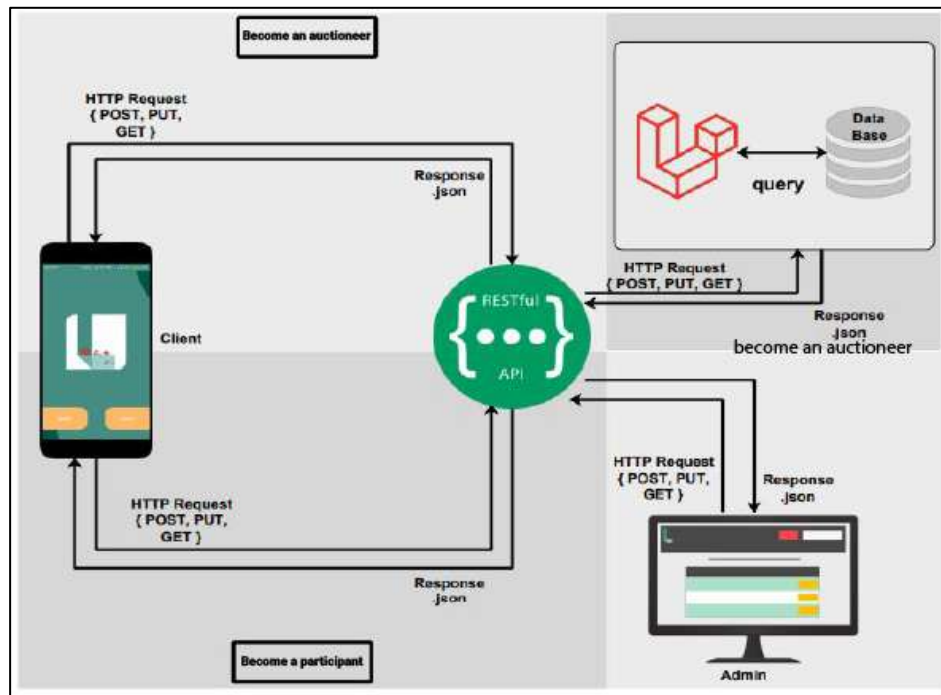 Become an auctioneer
HTTP Request
{ POST, PUT,
GET }
Response
.json
Data
Base
query
HTTP Request
{ POST, PUT, GET }
Response
.json
become an auctioneer
RESTful
API
Client
HTTP Request
{ POST, PUT,
GET }
Response
.json
HTTP Request
{ POST, PUT,
GET }
Response
.json
Become a participant
Admin